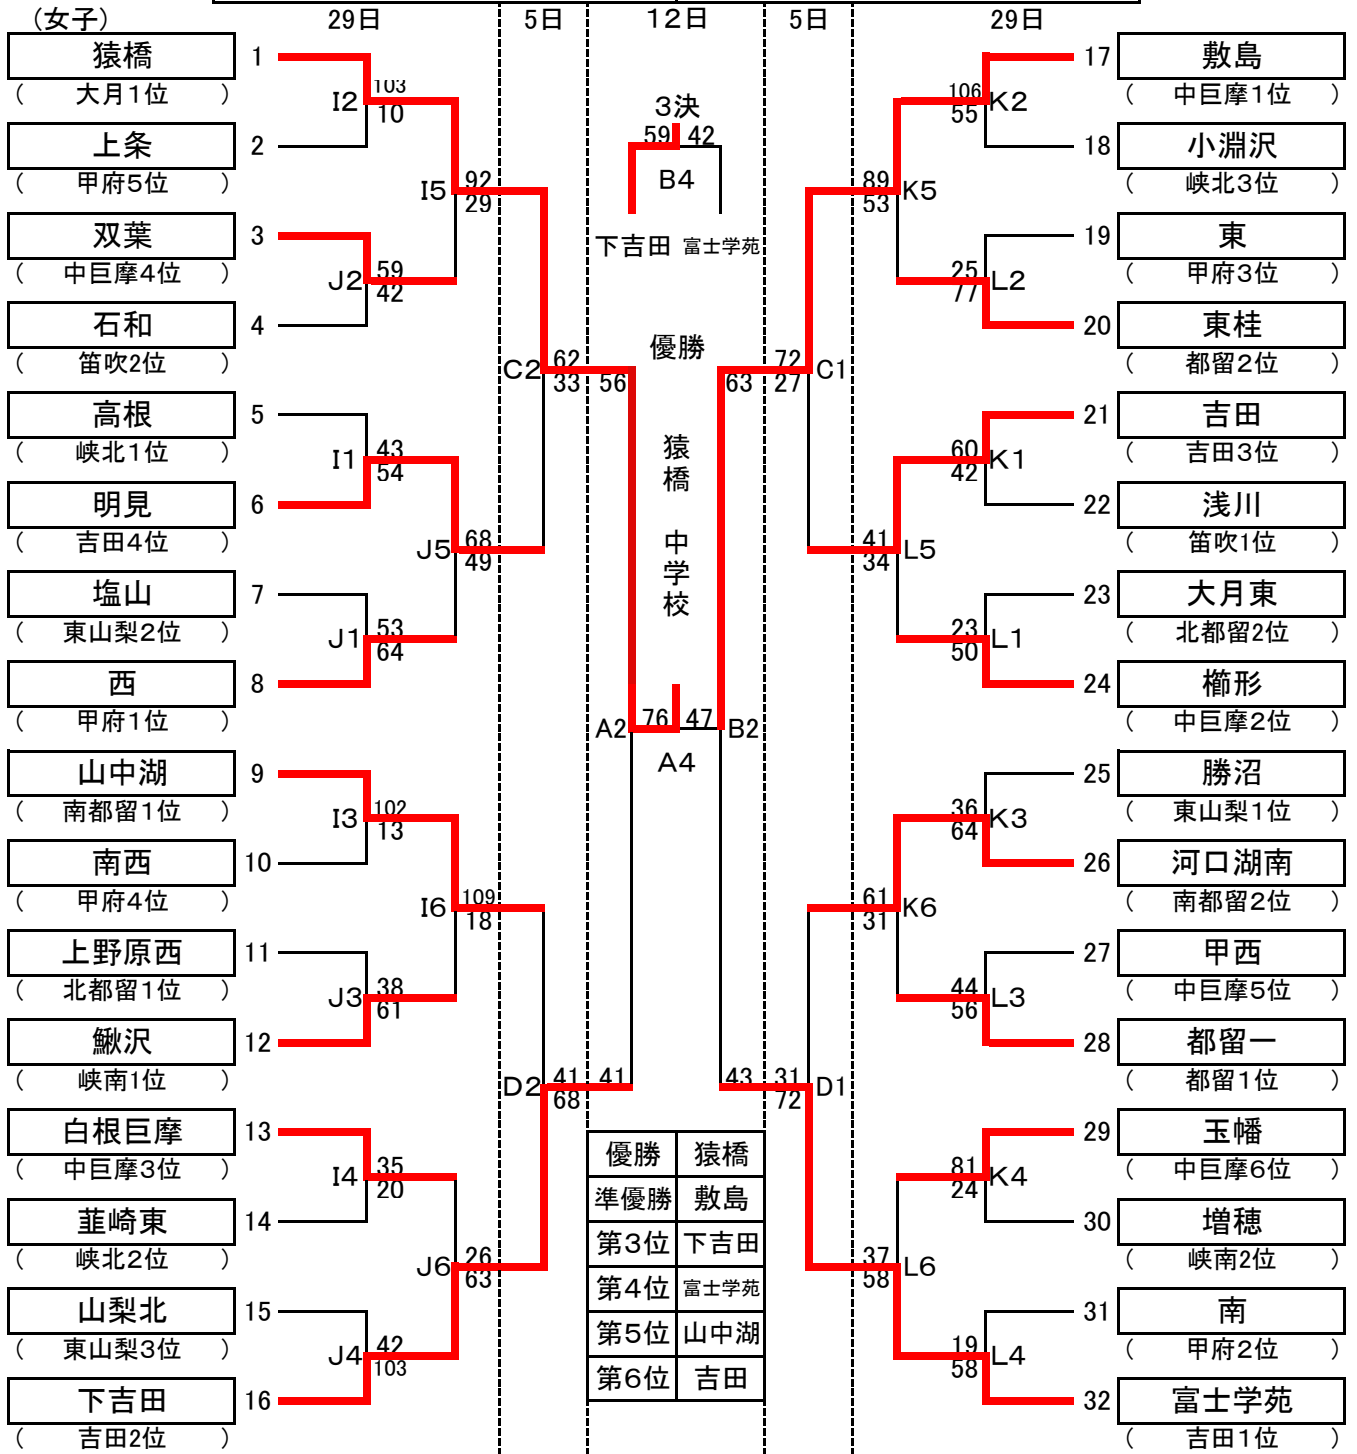 （女子） 29日 5日 12日 5日 29日
猿橋 1
（ 大月1位 ）
I2 103
10
上条 2
（ 甲府5位 ）
I5 92
29
双葉 3
（ 中巨摩4位 ）
J2 59
42
石和 4
（ 笛吹2位 ）
C2 62
33
56
高根 5
（ 峡北1位 ）
I1 43
54
明見 6
（ 吉田4位 ）
J5 68
49
塩山 7
（ 東山梨2位 ）
J1 53
64
西 8
（ 甲府1位 ）
山中湖 9
（ 南都留1位 ）
I3 102
13
南西 10
（ 甲府4位 ）
I6 109
18
上野原西 11
（ 北都留1位 ）
J3 38
61
鰍沢 12
（ 峡南1位 ）
D2 41
68
41
白根巨摩 13
（ 中巨摩3位 ）
I4 35
20
韮崎東 14
（ 峡北2位 ）
J6 26
63
山梨北 15
（ 東山梨3位 ）
J4 42
103
下吉田 16
（ 吉田2位 ）
3決
59 42
B4
下吉田 富士学苑
優勝
猿橋 中学校
A2 76 47 B2
A4
優勝 猿橋
準優勝 敷島
第3位 下吉田
第4位 富士学苑
第5位 山中湖
第6位 吉田
17 敷島
（ 中巨摩1位 ）
106 K2
55
18 小淵沢
（ 峡北3位 ）
89 K5
53
19 東
（ 甲府3位 ）
25 L2
77
20 東桂
（ 都留2位 ）
63
72 C1
27
21 吉田
（ 吉田3位 ）
60 K1
42
22 浅川
（ 笛吹1位 ）
41 L5
34
23 大月東
（ 北都留2位 ）
23 L1
50
24 櫛形
（ 中巨摩2位 ）
25 勝沼
（ 東山梨1位 ）
36 K3
64
26 河口湖南
（ 南都留2位 ）
61 K6
31
27 甲西
（ 中巨摩5位 ）
44 L3
56
28 都留一
（ 都留1位 ）
43
31 D1
72
29 玉幡
（ 中巨摩6位 ）
81 K4
24
30 増穂
（ 峡南2位 ）
37 L6
58
31 南
（ 甲府2位 ）
19 L4
58
32 富士学苑
（ 吉田1位 ）